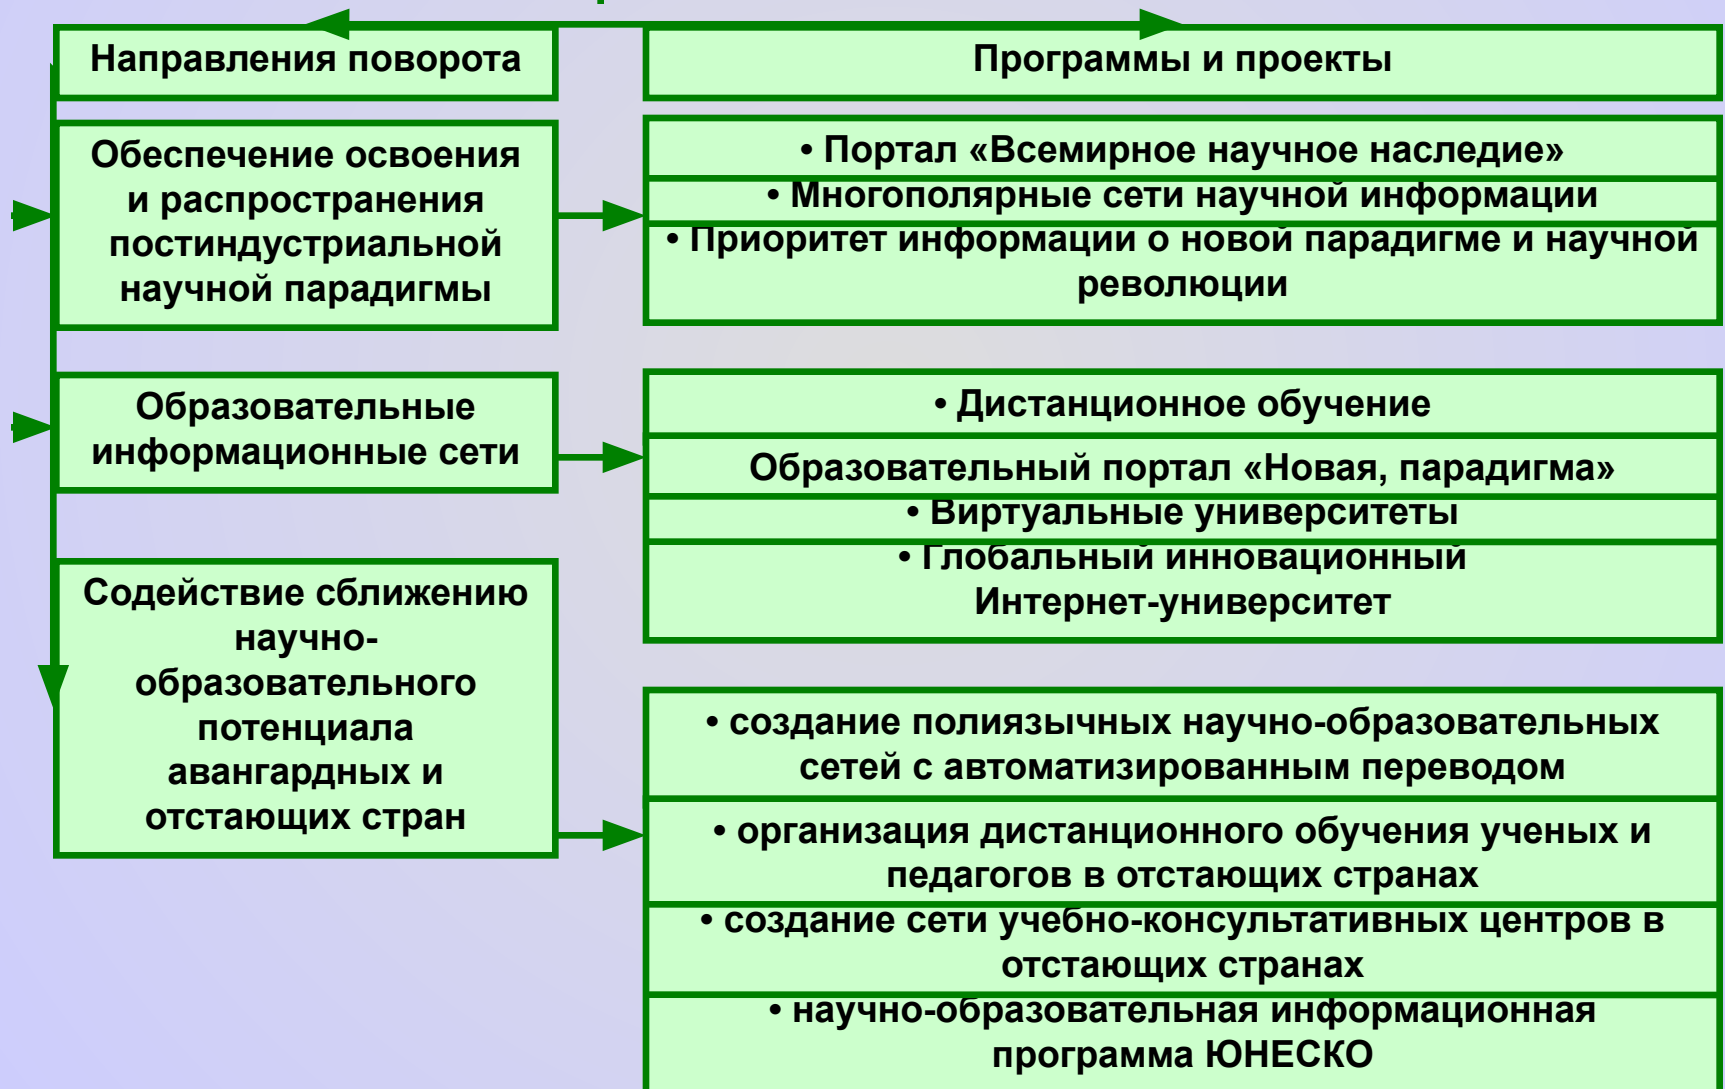 Направления поворота
Программы и проекты
Обеспечение освоения
и распространения
постиндустриальной
научной парадигмы
• Портал «Всемирное научное наследие»
• Многополярные сети научной информации
• Приоритет информации о новой парадигме и научной
революции
Образовательные
информационные сети
• Дистанционное обучение
Образовательный портал «Новая, парадигма»
• Виртуальные университеты
• Глобальный инновационный
Интернет-университет
Содействие сближению
научно-
образовательного
потенциала
авангардных и
отстающих стран
• создание полиязычных научно-образовательных
сетей с автоматизированным переводом
• организация дистанционного обучения ученых и
педагогов в отстающих странах
• создание сети учебно-консультативных центров в
отстающих странах
• научно-образовательная информационная
программа ЮНЕСКО